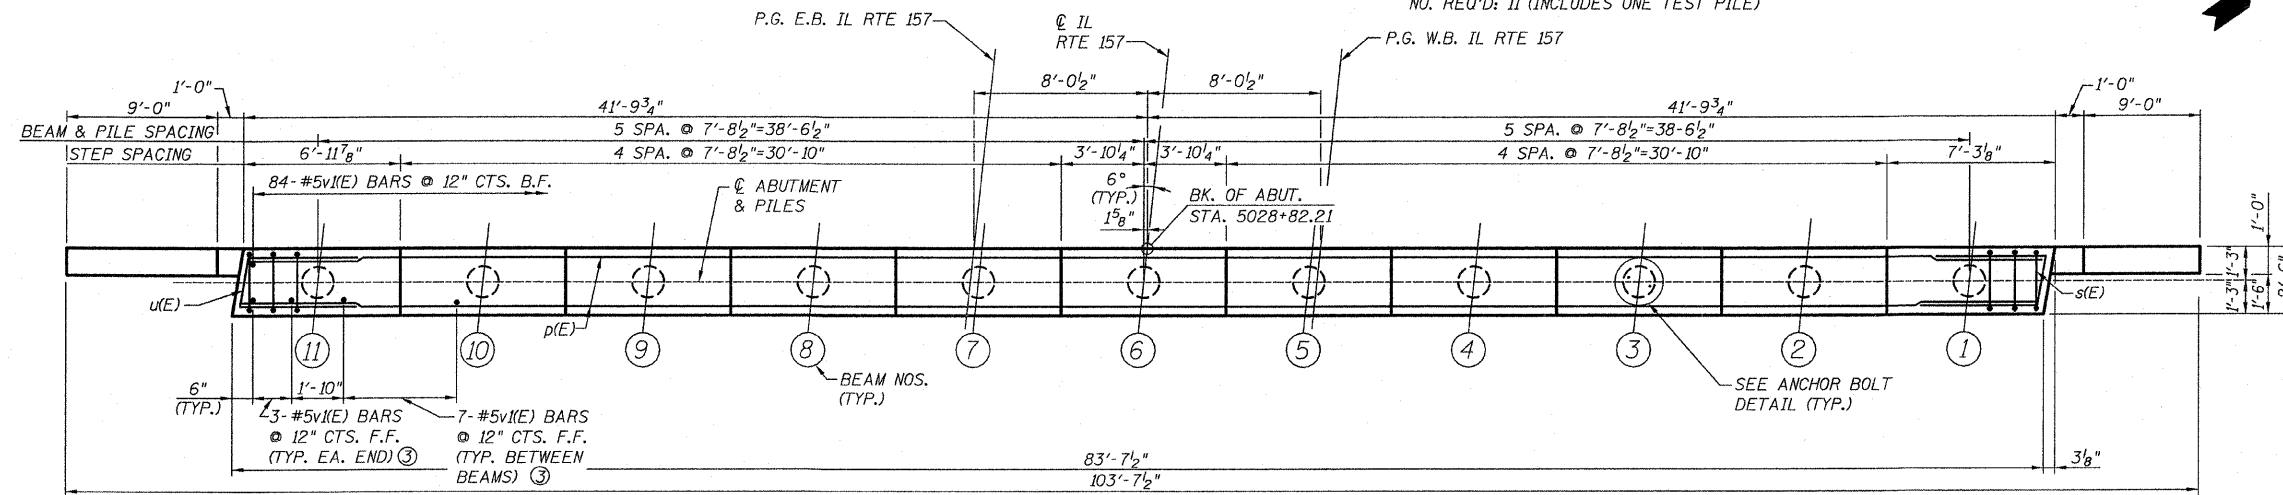 NO. REQ'D: 11 (INCLUDES ONE TEST PILE)
P.G. E.B. IL RTE 157
℄ IL
RTE 157
P.G. W.B. IL RTE 157
8'-0½"
8'-0½"
1'-0"
1'-0"
9'-0"
41'-9¾"
41'-9¾"
9'-0"
BEAM & PILE SPACING
5 SPA. @ 7'-8½"=38'-6½"
5 SPA. @ 7'-8½"=38-6½"
STEP SPACING
6'-11⅞"
4 SPA. @ 7'-8½"=30'-10"
3'-10¼"
3'-10¼"
4 SPA. @ 7'-8½"=30'-10"
7'-3⅛"
84-#5v1(E) BARS @ 12" CTS. B.F.
℄ ABUTMENT
& PILES
6°
(TYP.)
1⅝"
BK. OF ABUT.
STA. 5028+82.21
1'-0"
1'-3"
1'-3"
1'-6"
u(E)
p(E)
s(E)
11
10
9
8
7
6
5
4
3
2
1
BEAM NOS.
(TYP.)
SEE ANCHOR BOLT
DETAIL (TYP.)
6"
(TYP.)
1'-10"
3-#5v1(E) BARS
@ 12" CTS. F.F.
(TYP. EA. END) ③
7-#5v1(E) BARS
@ 12" CTS. F.F.
(TYP. BETWEEN
BEAMS) ③
83'-7½"
3⅛"
103'-7½"